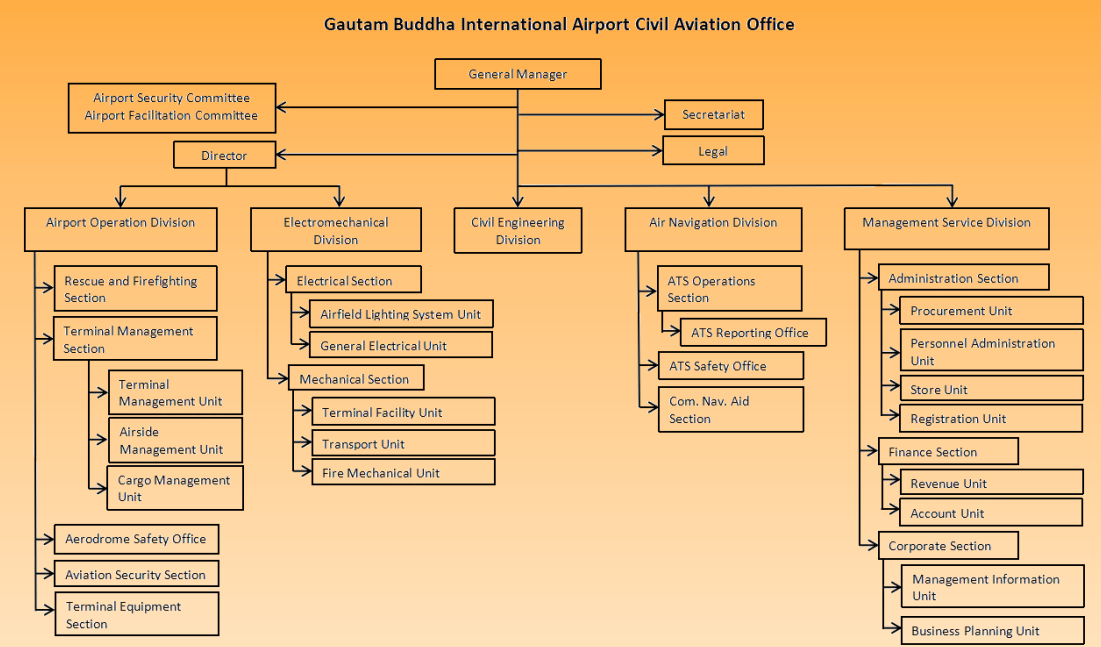 Gautam Buddha International Airport Civil Aviation Office
General Manager
Airport Security Committee
Airport Facilitation Committee
Secretariat
Director
Legal
Airport Operation Division
Rescue and Firefighting
Section
Terminal Management
Section
Terminal
Management Unit
Airside
Management Unit
Cargo Management
Unit
Aerodrome Safety Office
Aviation Security Section
Terminal Equipment
Section
Electromechanical
Division
Electrical Section
Airfield Lighting System Unit
General Electrical Unit
Mechanical Section
Terminal Facility Unit
Transport Unit
Fire Mechanical Unit
Civil Engineering
Division
Air Navigation Division
ATS Operations
Section
ATS Reporting Office
ATS Safety Office
Com. Nav. Aid
Section
Management Service Division
Administration Section
Procurement Unit
Personnel Administration
Unit
Store Unit
Registration Unit
Finance Section
Revenue Unit
Account Unit
Corporate Section
Management Information
Unit
Business Planning Unit